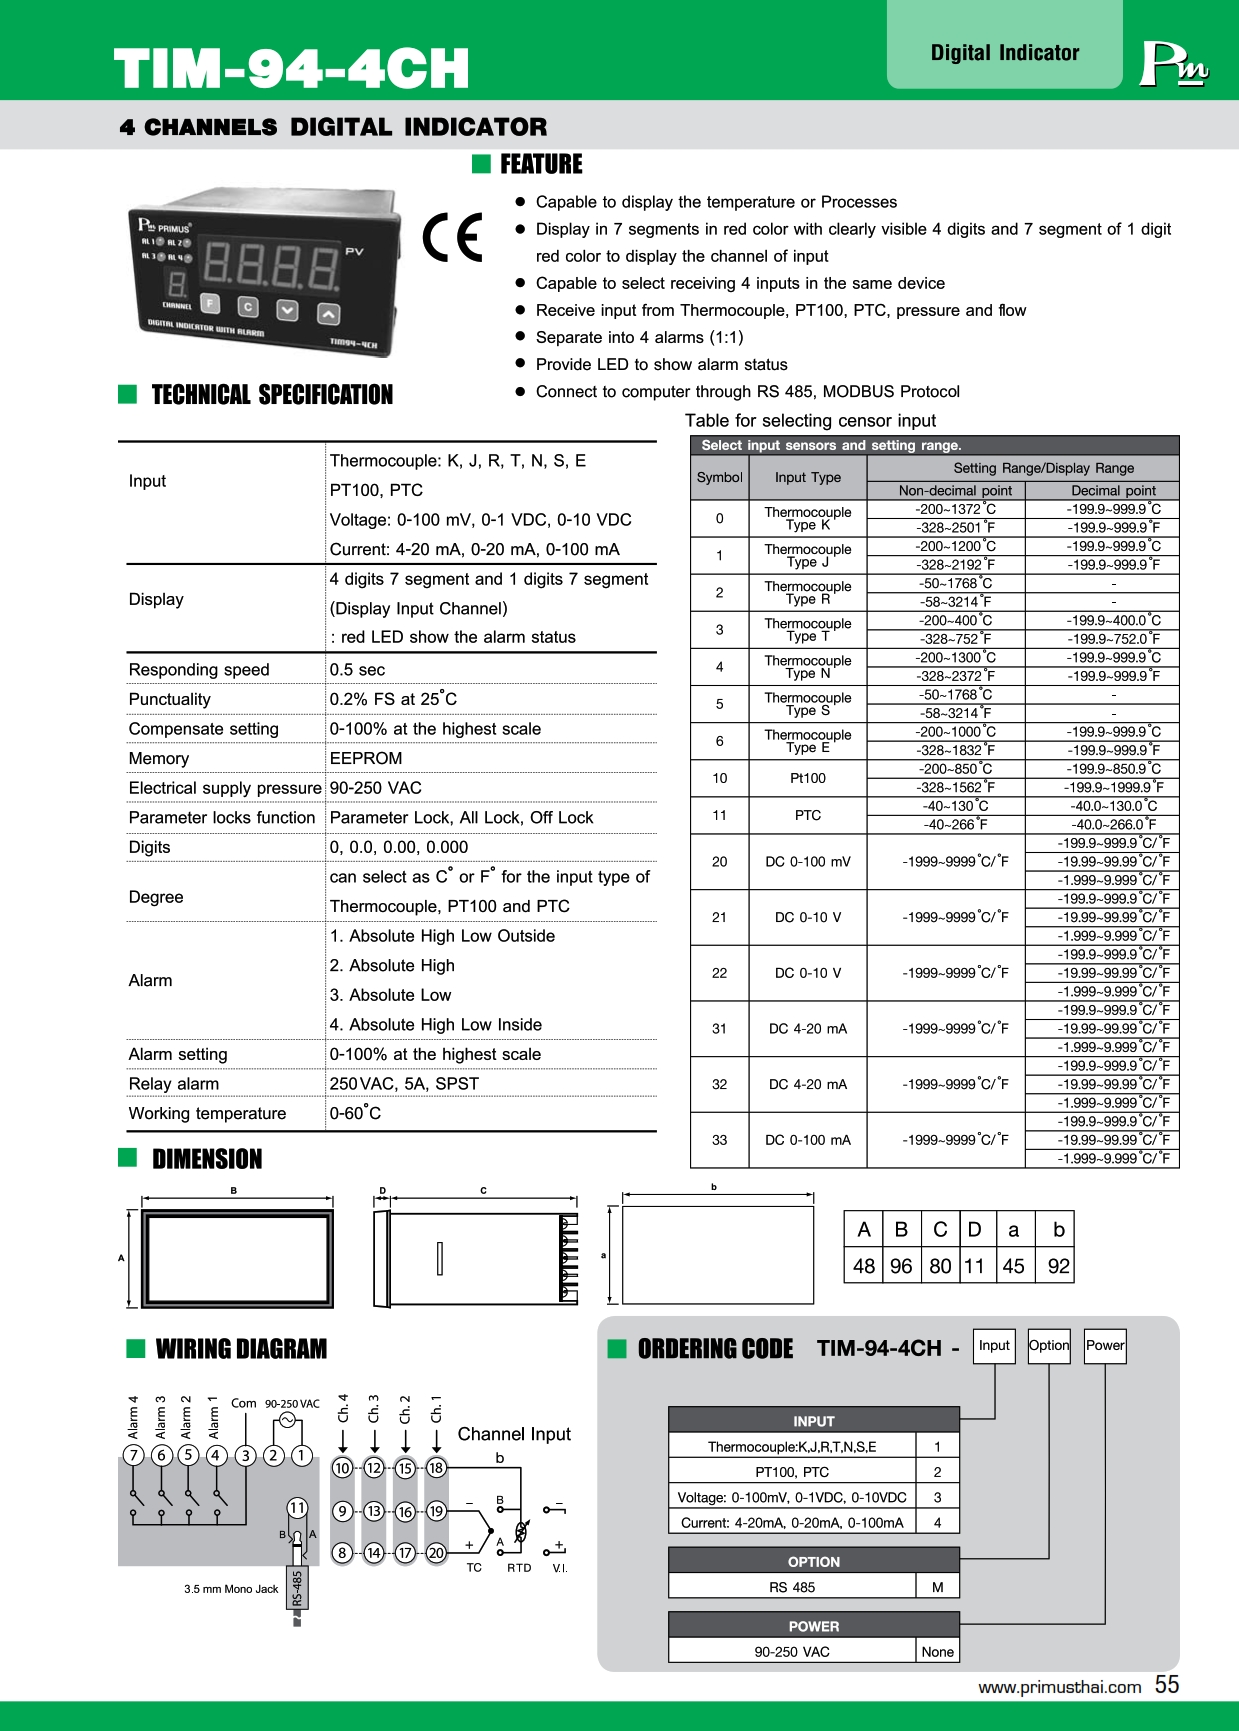 TIM-94-4CH
Digital Indicator
Pm
4 CHANNELS DIGITAL INDICATOR
FEATURE
● Capable to display the temperature or Processes
● Display in 7 segments in red color with clearly visible 4 digits and 7 segment of 1 digit
red color to display the channel of input
● Capable to select receiving 4 inputs in the same device
● Receive input from Thermocouple, PT100, PTC, pressure and flow
● Separate into 4 alarms (1:1)
● Provide LED to show alarm status
● Connect to computer through RS 485, MODBUS Protocol
Pm PRIMUS®
AL 1 AL 2
AL 3 AL 4
8.8.8.8. PV
8.
CHANNEL
F C
DIGITAL INDICATOR WITH ALARM
TIM94-4CH
CE
TECHNICAL SPECIFICATION
Input
Thermocouple: K, J, R, T, N, S, E
PT100, PTC
Voltage: 0-100 mV, 0-1 VDC, 0-10 VDC
Current: 4-20 mA, 0-20 mA, 0-100 mA
Display
4 digits 7 segment and 1 digits 7 segment
(Display Input Channel)
: red LED show the alarm status
Responding speed 0.5 sec
Punctuality 0.2% FS at 25°C
Compensate setting 0-100% at the highest scale
Memory EEPROM
Electrical supply pressure 90-250 VAC
Parameter locks function Parameter Lock, All Lock, Off Lock
Digits 0, 0.0, 0.00, 0.000
Degree
can select as C° or F° for the input type of
Thermocouple, PT100 and PTC
Alarm
1. Absolute High Low Outside
2. Absolute High
3. Absolute Low
4. Absolute High Low Inside
Alarm setting 0-100% at the highest scale
Relay alarm 250VAC, 5A, SPST
Working temperature 0-60°C
Table for selecting censor input
Select input sensors and setting range.
Symbol Input Type Setting Range/Display Range
Non-decimal point Decimal point
0 Thermocouple Type K -200~1372°C -199.9~999.9°C
-328~2501°F -199.9~999.9°F
1 Thermocouple Type J -200~1200°C -199.9~999.9°C
-328~2192°F -199.9~999.9°F
2 Thermocouple Type R -50~1768°C -
-58~3214°F -
3 Thermocouple Type T -200~400°C -199.9~400.0°C
-328~752°F -199.9~752.0°F
4 Thermocouple Type N -200~1300°C -199.9~999.9°C
-328~2372°F -199.9~999.9°F
5 Thermocouple Type S -50~1768°C -
-58~3214°F -
6 Thermocouple Type E -200~1000°C -199.9~999.9°C
-328~1832°F -199.9~999.9°F
10 Pt100 -200~850°C -199.9~850.9°C
-328~1562°F -199.9~1999.9°F
11 PTC -40~130°C -40.0~130.0°C
-40~266°F -40.0~266.0°F
20 DC 0-100 mV -1999~9999°C/°F -199.9~999.9°C/°F
-19.99~99.99°C/°F
-1.999~9.999°C/°F
21 DC 0-10 V -1999~9999°C/°F -199.9~999.9°C/°F
-19.99~99.99°C/°F
-1.999~9.999°C/°F
22 DC 0-10 V -1999~9999°C/°F -199.9~999.9°C/°F
-19.99~99.99°C/°F
-1.999~9.999°C/°F
31 DC 4-20 mA -1999~9999°C/°F -199.9~999.9°C/°F
-19.99~99.99°C/°F
-1.999~9.999°C/°F
32 DC 4-20 mA -1999~9999°C/°F -199.9~999.9°C/°F
-19.99~99.99°C/°F
-1.999~9.999°C/°F
33 DC 0-100 mA -1999~9999°C/°F -199.9~999.9°C/°F
-19.99~99.99°C/°F
-1.999~9.999°C/°F
DIMENSION
B D C b
A a
A B C D a b
48 96 80 11 45 92
WIRING DIAGRAM
Alarm 4 Alarm 3 Alarm 2 Alarm 1 Com 90-250 VAC
7 6 5 4 3 2 1
11
B A
RS-485
3.5 mm Mono Jack
Ch. 4 Ch. 3 Ch. 2 Ch. 1
Channel Input
10 12 15 18 b
9 13 16 19 – B –
8 14 17 20 + A +
TC RTD V.I.
ORDERING CODE TIM-94-4CH - Input Option Power
INPUT
Thermocouple:K,J,R,T,N,S,E 1
PT100, PTC 2
Voltage: 0-100mV, 0-1VDC, 0-10VDC 3
Current: 4-20mA, 0-20mA, 0-100mA 4
OPTION
RS 485 M
POWER
90-250 VAC None
www.primusthai.com 55